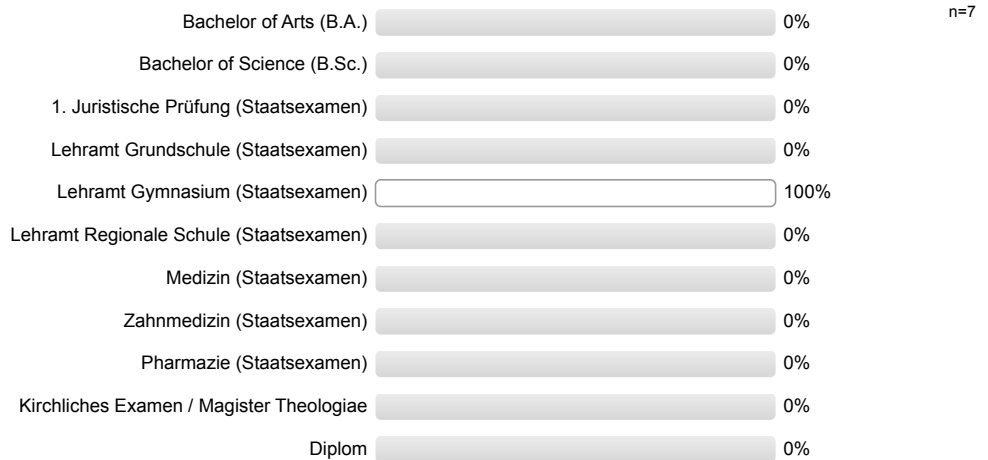 Bachelor of Arts (B.A.) 0% n=7
Bachelor of Science (B.Sc.) 0%
1. Juristische Prüfung (Staatsexamen) 0%
Lehramt Grundschule (Staatsexamen) 0%
Lehramt Gymnasium (Staatsexamen) 100%
Lehramt Regionale Schule (Staatsexamen) 0%
Medizin (Staatsexamen) 0%
Zahnmedizin (Staatsexamen) 0%
Pharmazie (Staatsexamen) 0%
Kirchliches Examen / Magister Theologiae 0%
Diplom 0%